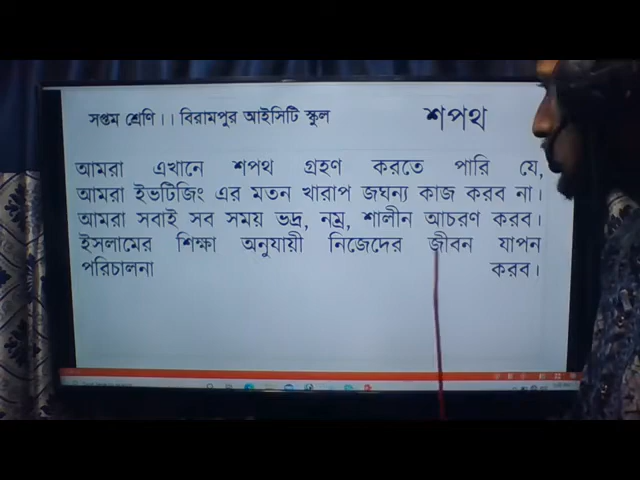 সপ্তম শ্রেণি ।। বিরামপুর আইসিটি স্কুল
শপথ
আমরা এখানে শপথ গ্রহণ করতে পারি যে,
আমরা ইভটিজিং এর মতন খারাপ জঘন্য কাজ করব না।
আমরা সবাই সব সময় ভদ্র, নম্র, শালীন আচরণ করব।
ইসলামের শিক্ষা অনুযায়ী নিজেদের জীবন যাপন
পরিচালনা করব।